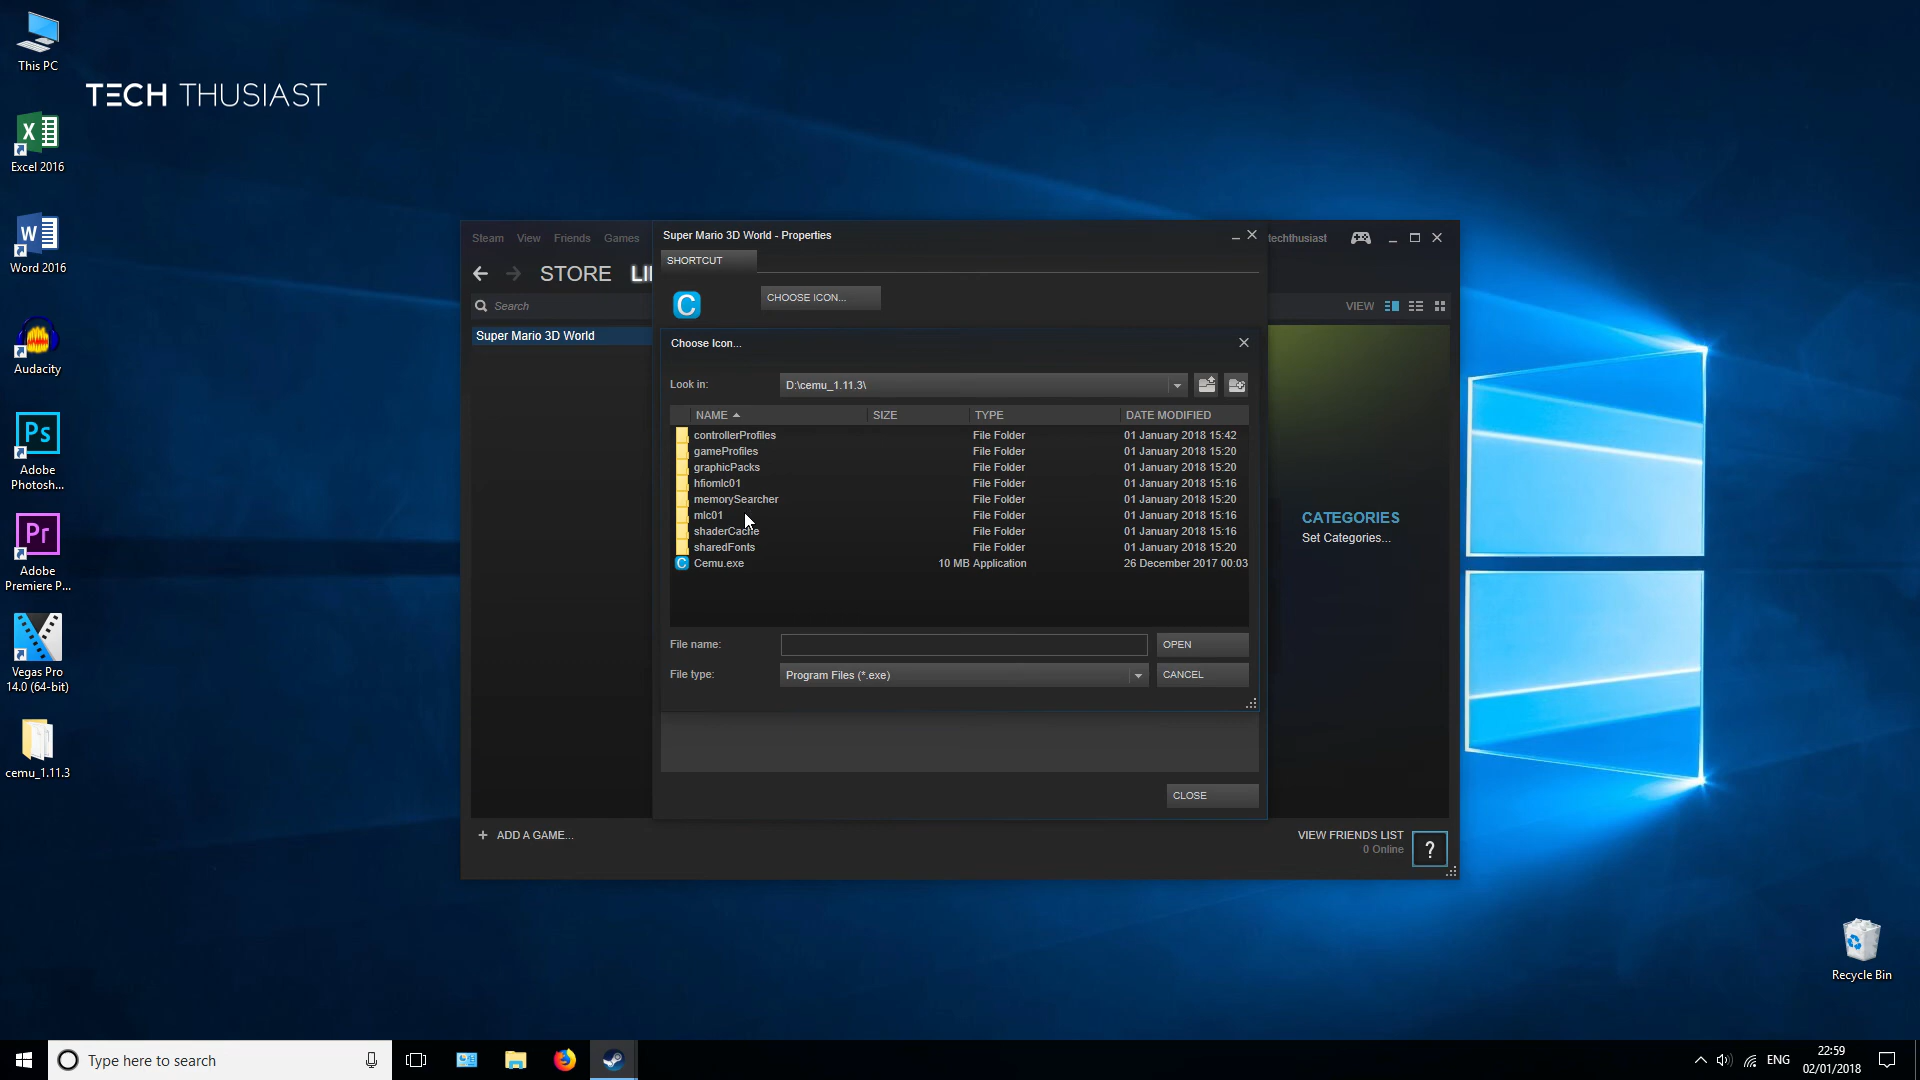 This PC
TECH THUSIAST
Excel 2016
Word 2016
Audacity
Ps
Adobe
Photosh...
Pr
Adobe
Premiere P...
Vegas Pro
14.0 (64-bit)
cemu_1.11.3
Steam View Friends Games
Super Mario 3D World - Properties
techthusiast
STORE LI
SHORTCUT
CHOOSE ICON...
Search
VIEW
Super Mario 3D World
Choose Icon...
Look in: D:\cemu_1.11.3\
NAME SIZE TYPE DATE MODIFIED
controllerProfiles File Folder 01 January 2018 15:42
gameProfiles File Folder 01 January 2018 15:20
graphicPacks File Folder 01 January 2018 15:20
hfiomlc01 File Folder 01 January 2018 15:16
memorySearcher File Folder 01 January 2018 15:20
mlc01 File Folder 01 January 2018 15:16
shaderCache File Folder 01 January 2018 15:16
sharedFonts File Folder 01 January 2018 15:20
Cemu.exe 10 MB Application 26 December 2017 00:03
CATEGORIES
Set Categories...
File name: OPEN
File type: Program Files (*.exe) CANCEL
CLOSE
+ ADD A GAME...
VIEW FRIENDS LIST
0 Online
?
Recycle Bin
Type here to search
ENG
22:59
02/01/2018